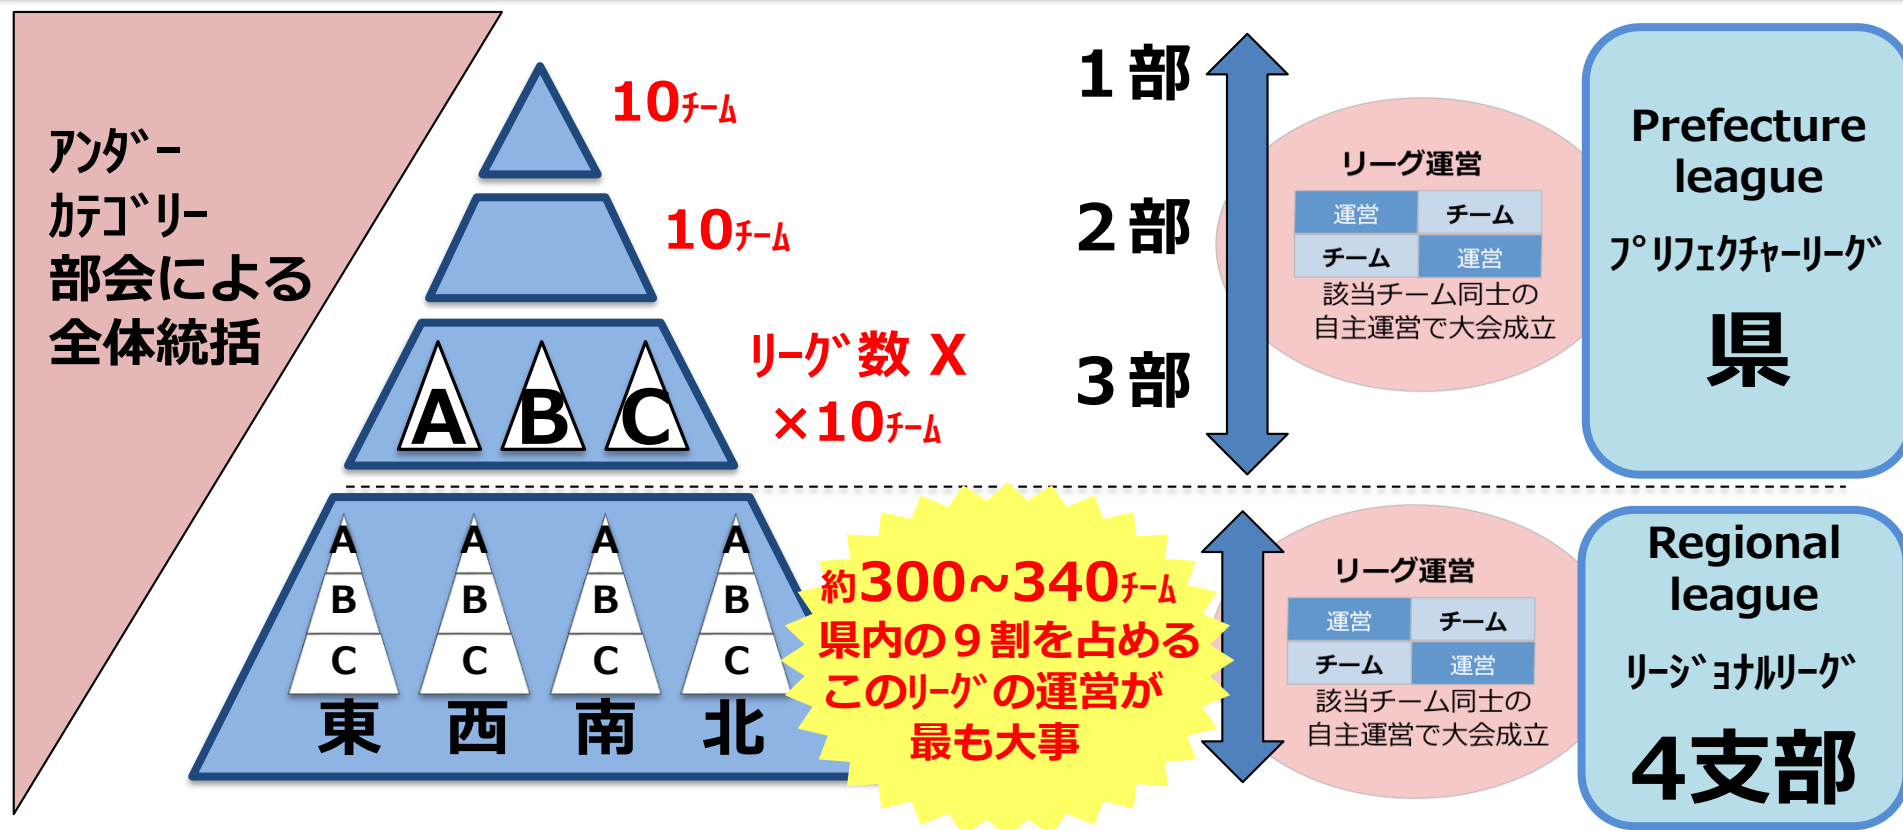 ｱﾝﾀﾞｰ
ｶﾃｺﾞﾘｰ
部会による
全体統括
10ﾁｰﾑ
10ﾁｰﾑ
ﾘｰｸﾞ数 X
×10ﾁｰﾑ
A B C
１部
２部
３部
リーグ運営
運営 チーム
チーム 運営
該当チーム同士の
自主運営で大会成立
Prefecture
league
ﾌﾟﾘﾌｪｸﾁｬｰﾘｰｸﾞ
県
A A A A
B B B B
C C C C
東 西 南 北
約300~340ﾁｰﾑ
県内の９割を占める
このﾘｰｸﾞの運営が
最も大事
リーグ運営
運営 チーム
チーム 運営
該当チーム同士の
自主運営で大会成立
Regional
league
ﾘｰｼﾞｮﾅﾙﾘｰｸﾞ
4支部